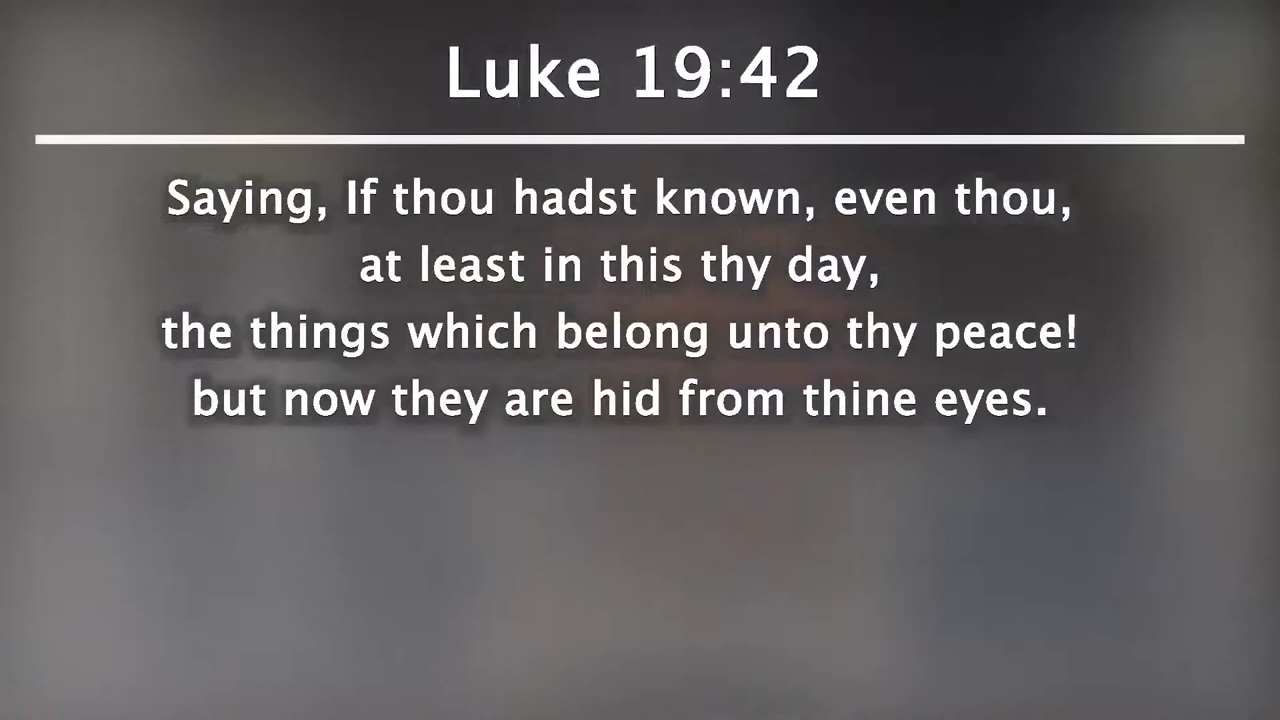 Luke 19:42
Saying, If thou hadst known, even thou,
at least in this thy day,
the things which belong unto thy peace!
but now they are hid from thine eyes.